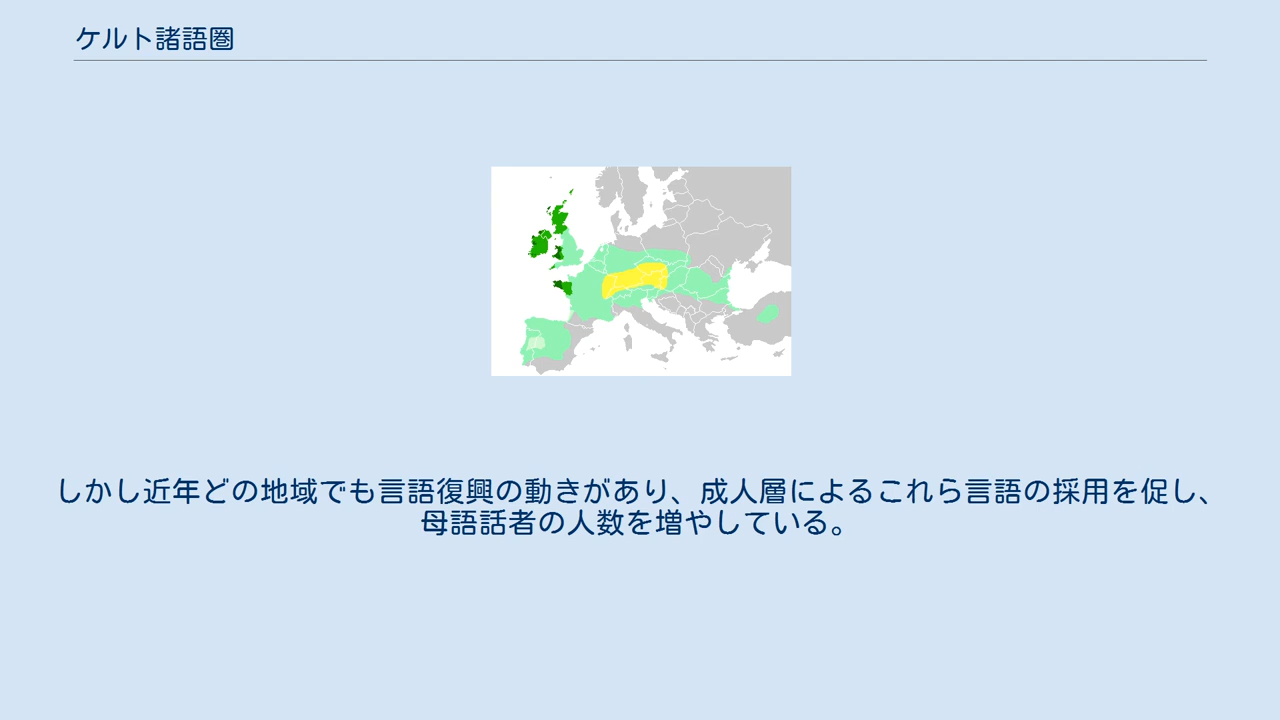 ケルト諸語圏
しかし近年どの地域でも言語復興の動きがあり、成人層によるこれら言語の採用を促し、
母語話者の人数を増やしている。